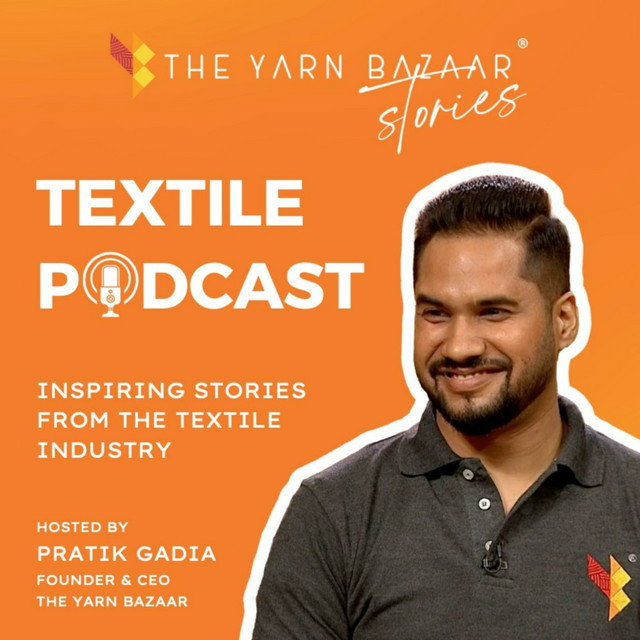 THE YARN BAZAAR®
stories
TEXTILE
PODCAST
INSPIRING STORIES
FROM THE TEXTILE
INDUSTRY
HOSTED BY
PRATIK GADIA
FOUNDER & CEO
THE YARN BAZAAR
®